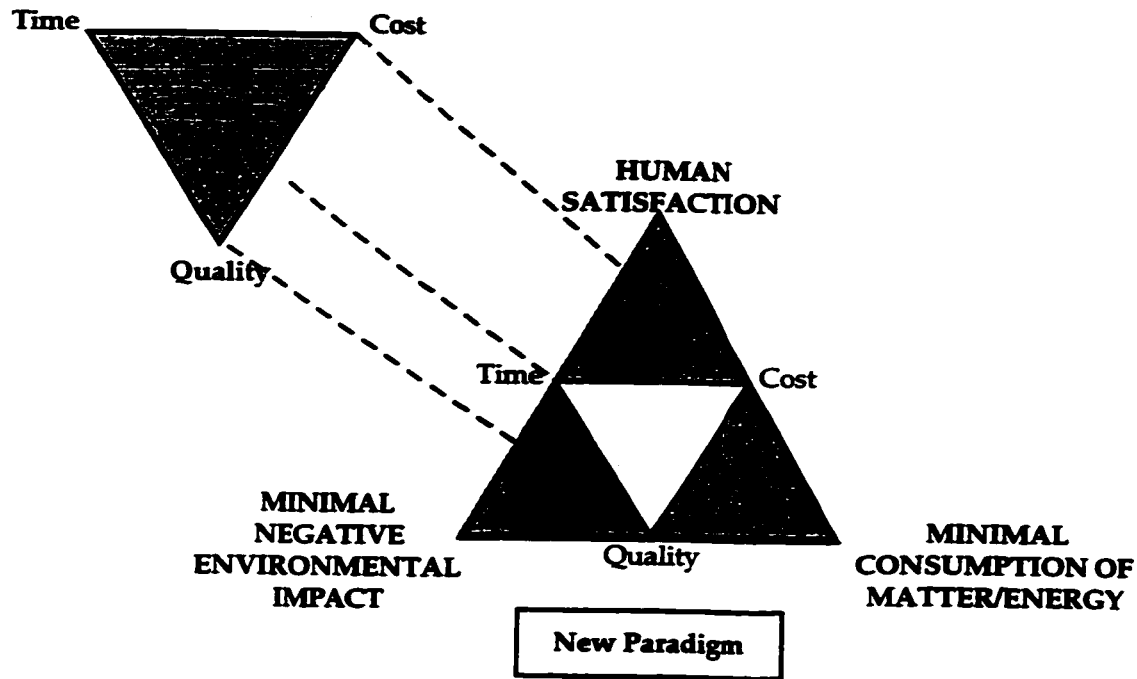 Time
Cost
Quality
HUMAN
SATISFACTION
Time
Cost
MINIMAL
NEGATIVE
ENVIRONMENTAL
IMPACT
Quality
MINIMAL
CONSUMPTION OF
MATTER/ENERGY
New Paradigm